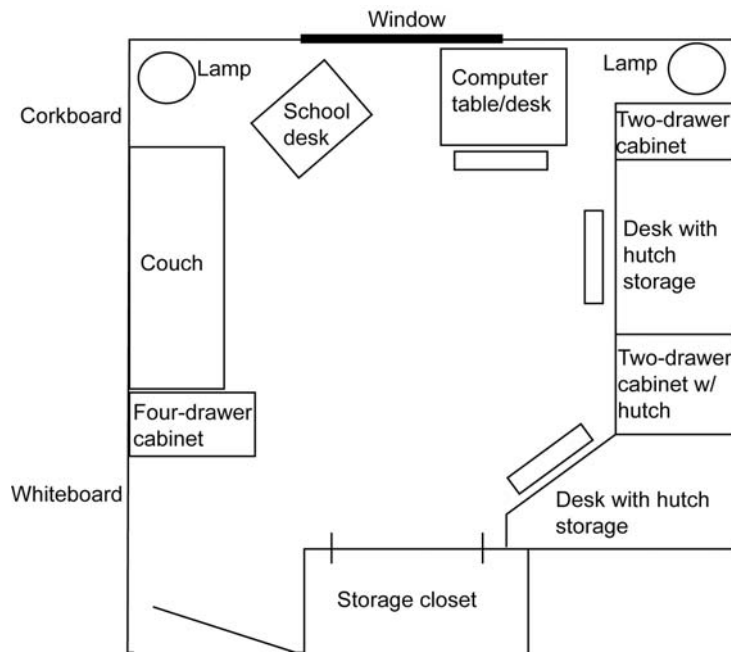 Window
Lamp
Lamp
Computer
table/desk
School
desk
Corkboard
Two-drawer
cabinet
Desk with
hutch
storage
Couch
Two-drawer
cabinet w/
hutch
Four-drawer
cabinet
Whiteboard
Desk with hutch
storage
Storage closet